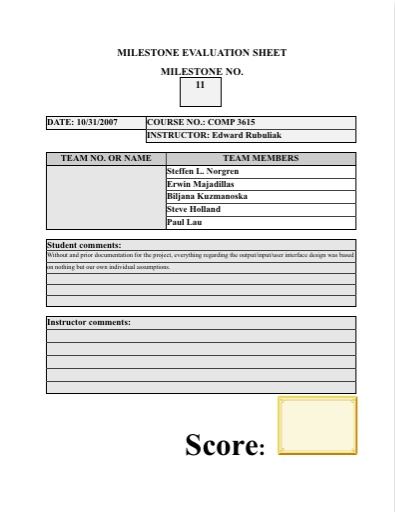 MILESTONE EVALUATION SHEET
MILESTONE NO.
11
DATE: 10/31/2007 COURSE NO.: COMP 3615
INSTRUCTOR: Edward Rubuliak
TEAM NO. OR NAME TEAM MEMBERS
Steffen L. Norgren
Erwin Majadillas
Biljana Kuzmanoska
Steve Holland
Paul Lau
Student comments:
Without and prior documentation for the project, everything regarding the output/input/user interface design was based
on nothing but our own individual assumptions.
Instructor comments:
Score: